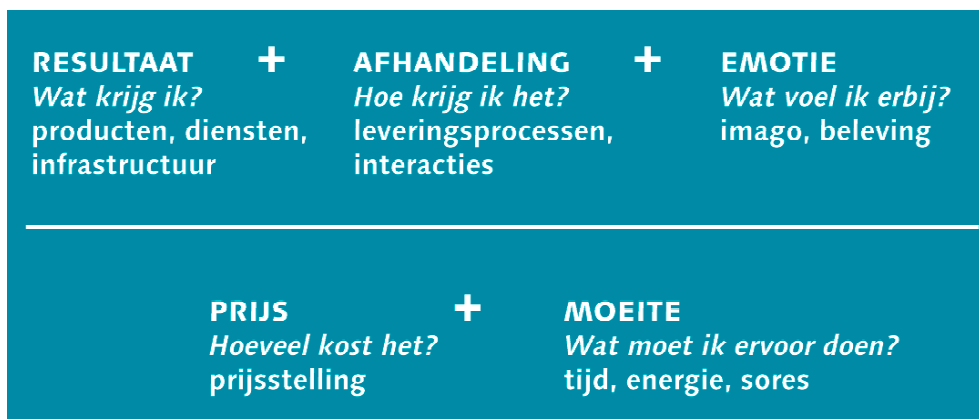 RESULTAAT + AFHANDELING + EMOTIE
Wat krijg ik? Hoe krijg ik het? Wat voel ik erbij?
producten, diensten, leveringsprocessen, imago, beleving
infrastructuur interacties
PRIJS + MOEITE
Hoeveel kost het? Wat moet ik ervoor doen?
prijsstelling tijd, energie, sores